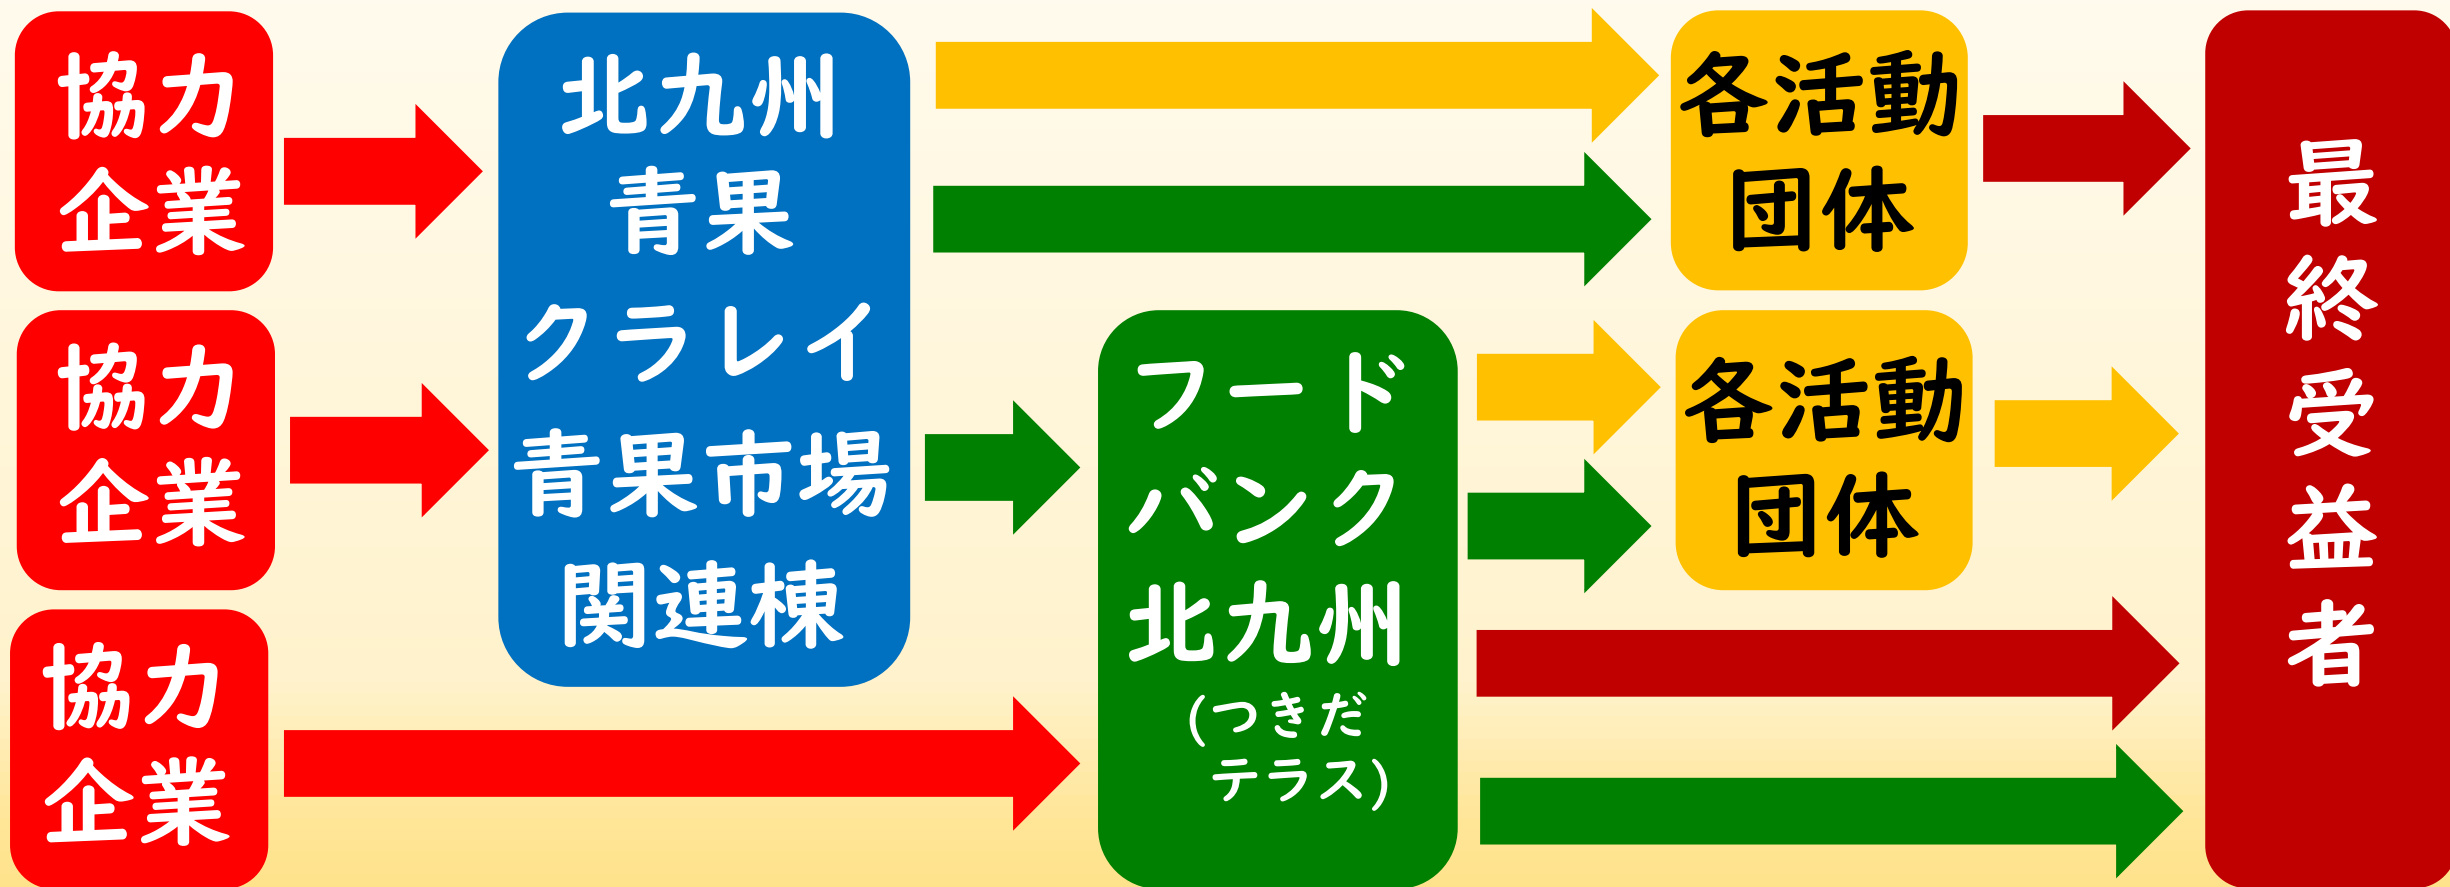 協力
企業
協力
企業
協力
企業
北九州
青果
クラレイ
青果市場
関連棟
フード
バンク
北九州
(つきだ
テラス)
各活動
団体
各活動
団体
最
終
受
益
者